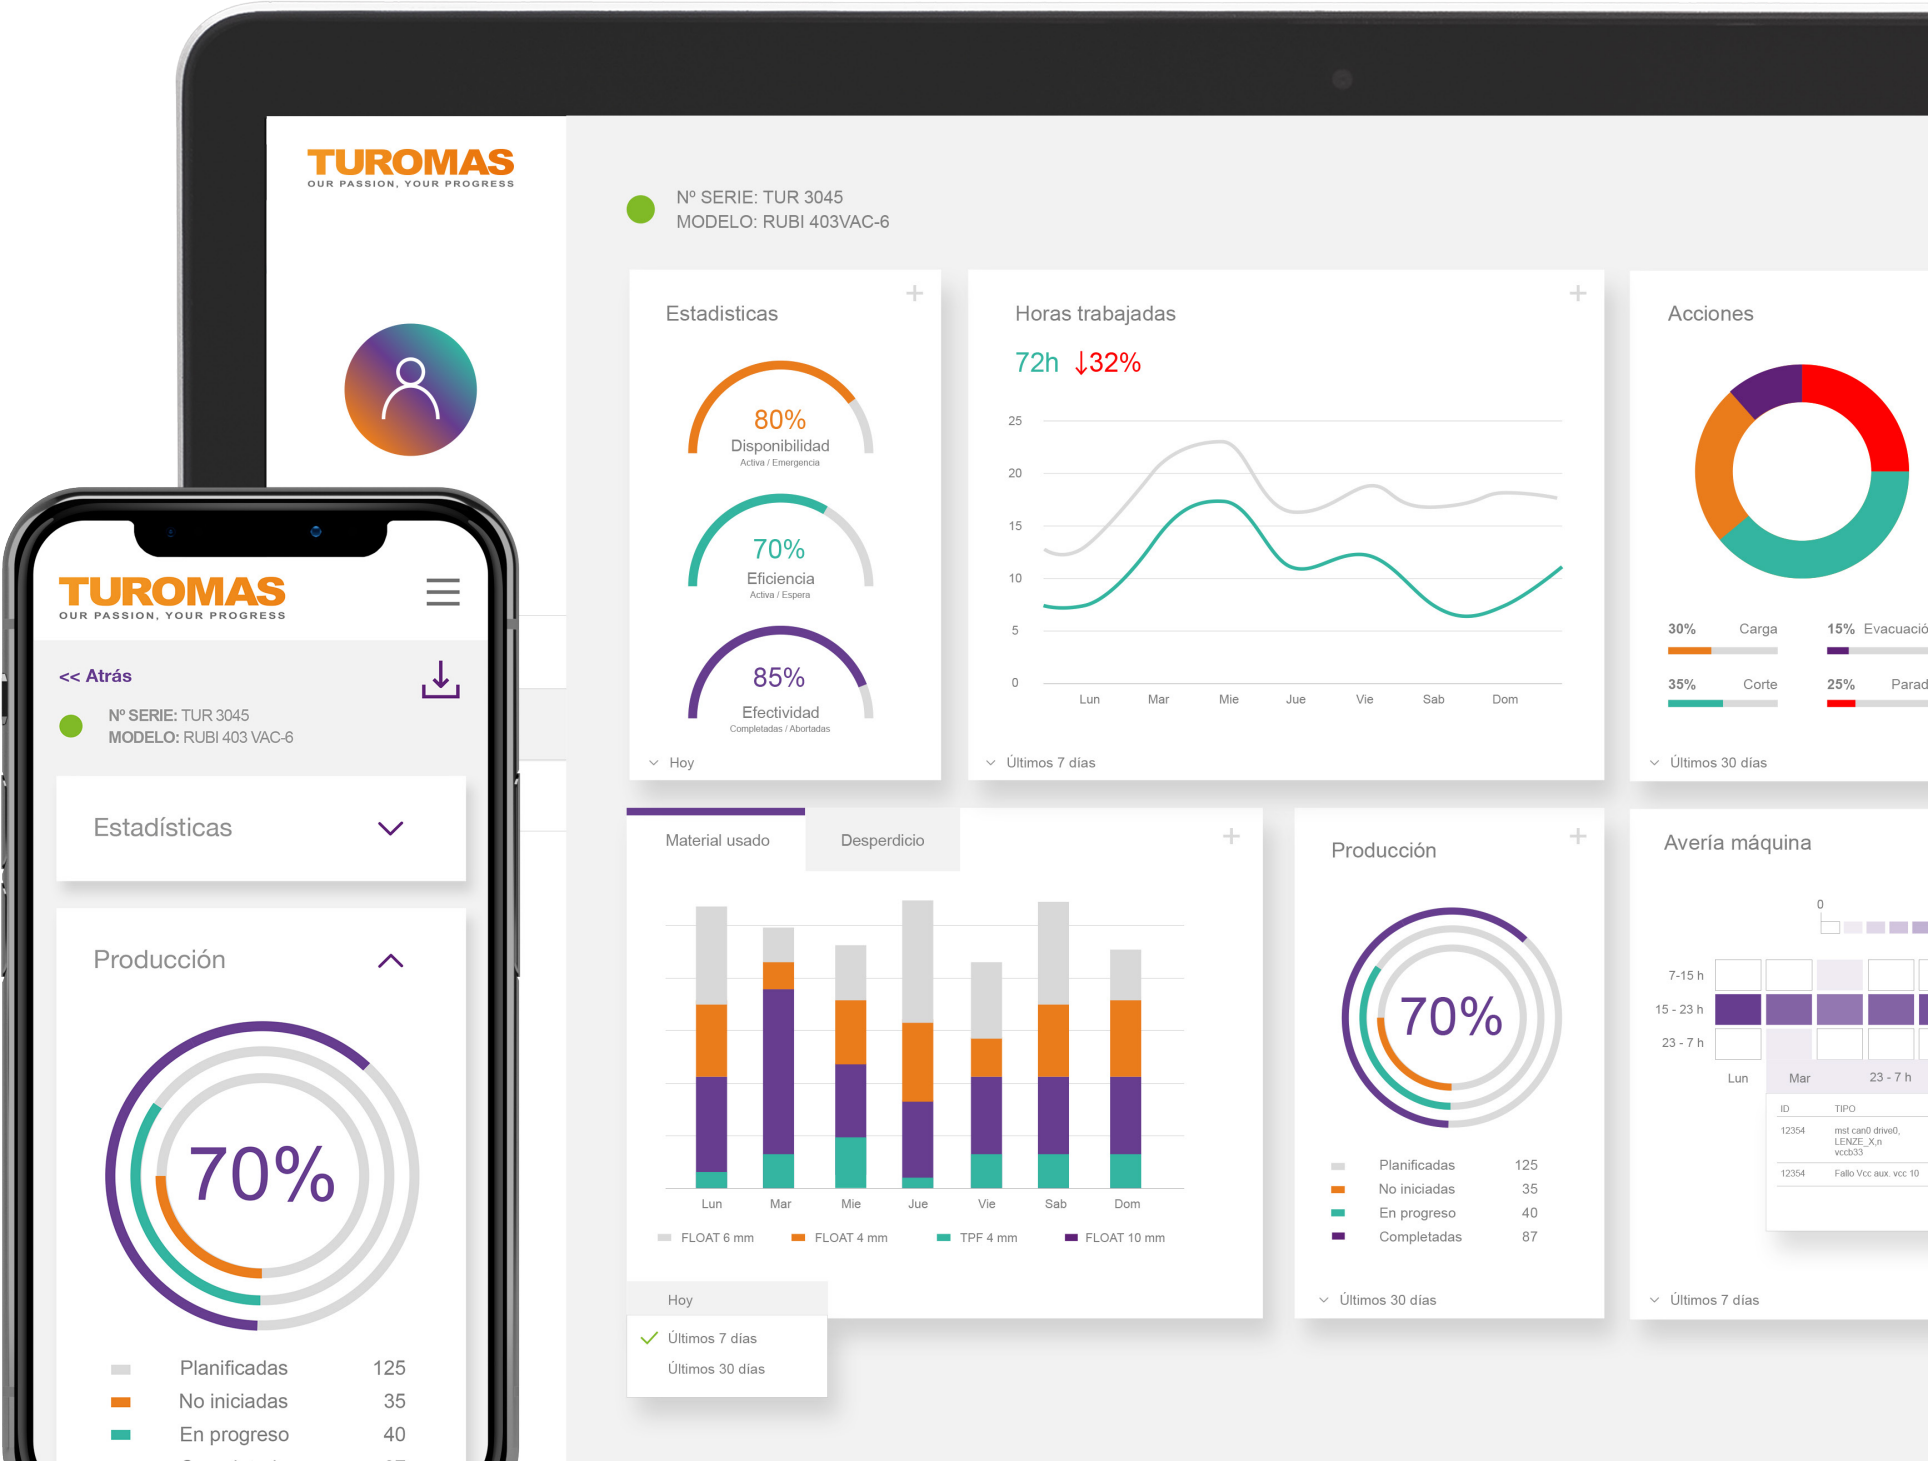 TUROMAS
OUR PASSION, YOUR PROGRESS
Nº SERIE: TUR 3045
MODELO: RUBI 403VAC-6
Estadisticas
80%
Disponibilidad
Activa / Emergencia
70%
Eficiencia
Activa / Espera
85%
Efectividad
Completadas / Abortadas
Hoy
Horas trabajadas
72h ↓32%
25
20
15
10
5
0
Lun Mar Mie Jue Vie Sab Dom
Últimos 7 días
Acciones
30% Carga
15% Evacuació
35% Corte
25% Parad
Últimos 30 días
Material usado
Desperdicio
Lun Mar Mie Jue Vie Sab Dom
FLOAT 6 mm FLOAT 4 mm TPF 4 mm FLOAT 10 mm
Hoy
Últimos 7 días
Últimos 30 días
Producción
70%
Planificadas 125
No iniciadas 35
En progreso 40
Completadas 87
Últimos 30 días
Avería máquina
0
7-15 h
15 - 23 h
23 - 7 h
Lun Mar 23 - 7 h
ID TIPO
12354 mst can0 drive0,
LENZE_X,n
vccb33
12354 Fallo Vcc aux. vcc 10
Últimos 7 días
TUROMAS
OUR PASSION, YOUR PROGRESS
<< Atrás
Nº SERIE: TUR 3045
MODELO: RUBI 403 VAC-6
Estadísticas
Producción
70%
Planificadas 125
No iniciadas 35
En progreso 40